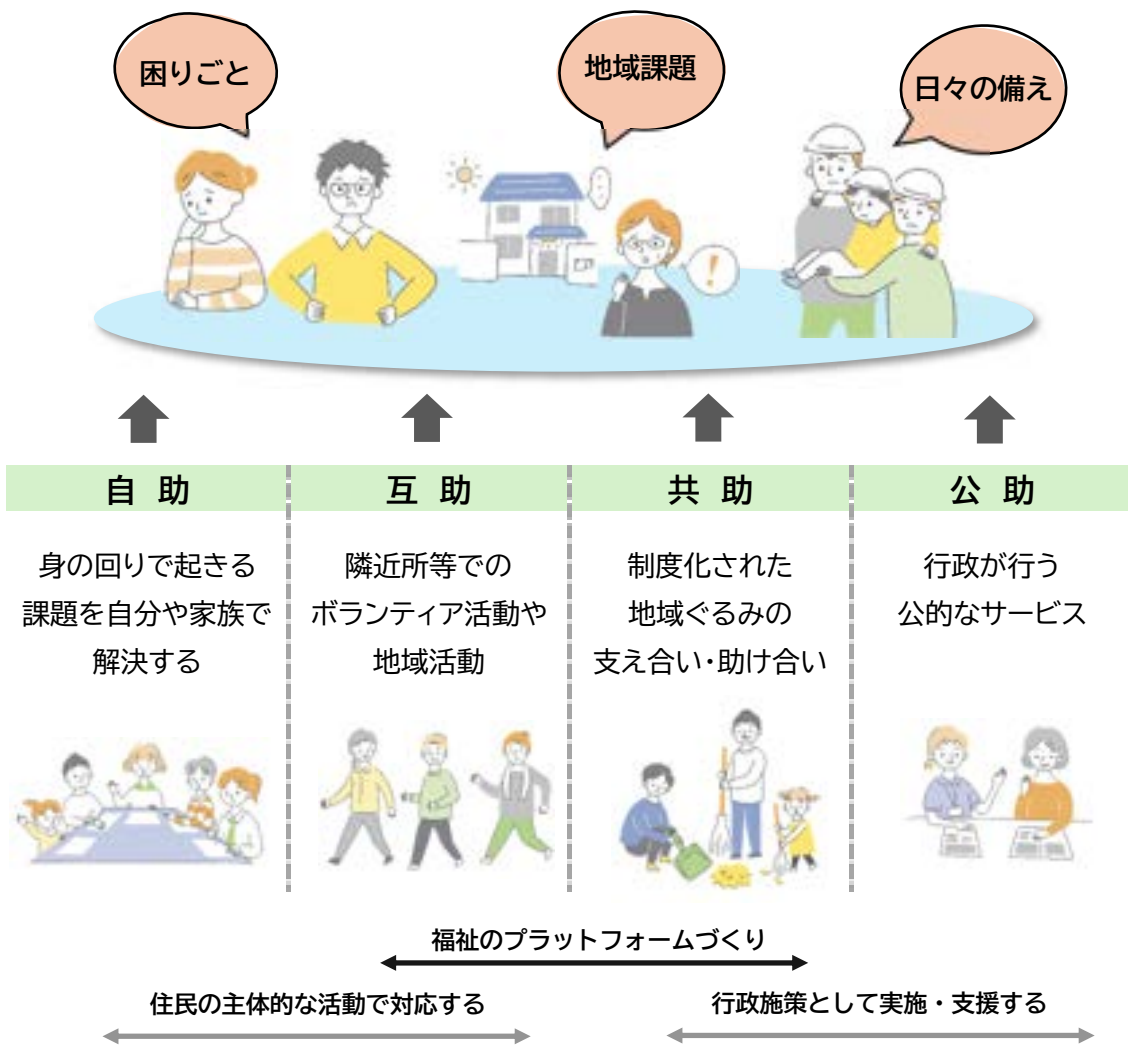 困りごと
地域課題
日々の備え
自助
互助
共助
公助
身の回りで起きる
課題を自分や家族で
解決する
隣近所等での
ボランティア活動や
地域活動
制度化された
地域ぐるみの
支え合い・助け合い
行政が行う
公的なサービス
福祉のプラットフォームづくり
住民の主体的な活動で対応する
行政施策として実施・支援する